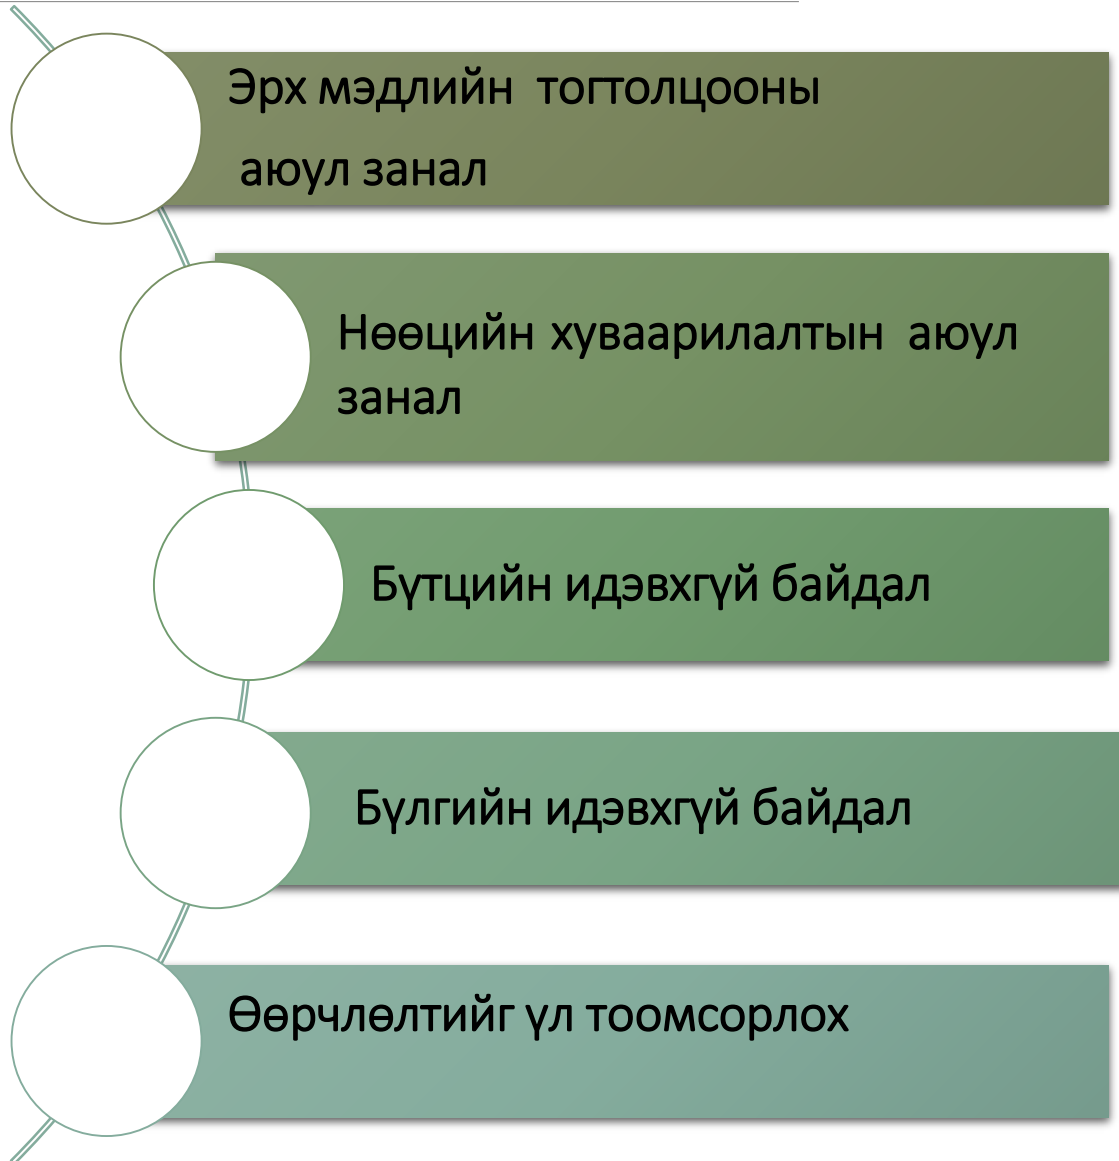 Эрх мэдлийн тогтолцооны
аюул занал
Нөөцийн хуваарилалтын аюул
занал
Бүтцийн идэвхгүй байдал
Бүлгийн идэвхгүй байдал
Өөрчлөлтийг үл тоомсорлох